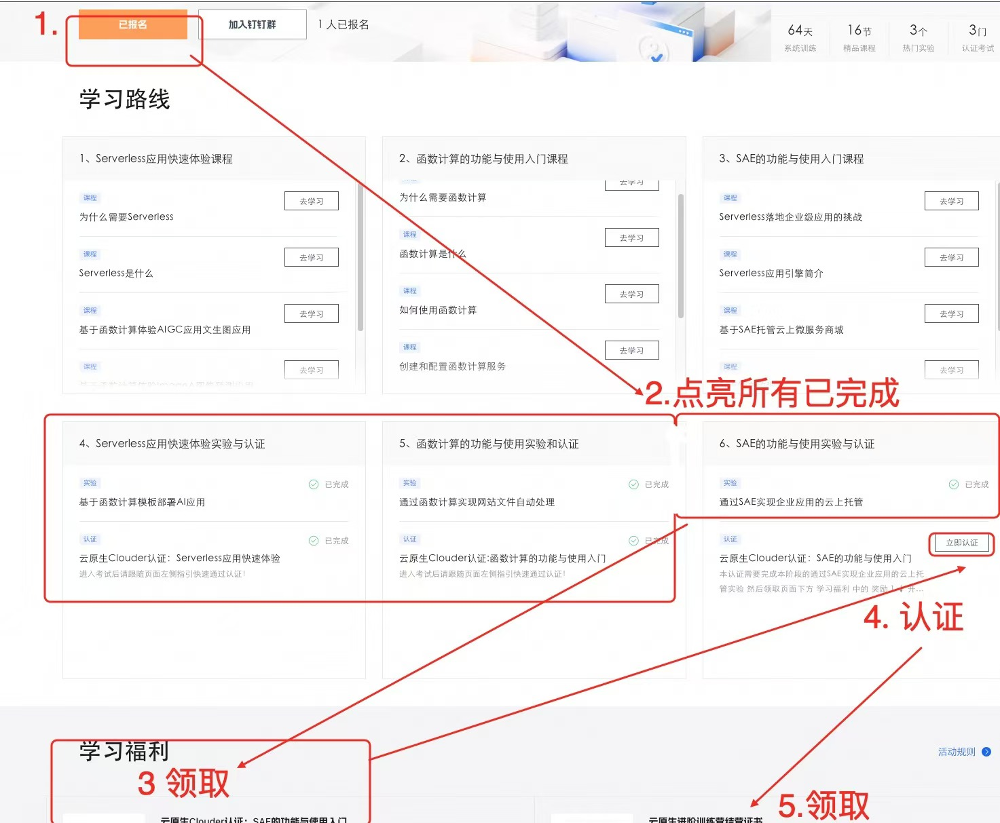 1.
已报名
加入钉钉群
1 人已报名
64天
系统训练
16节
精品课程
3个
热门实验
3门
认证考试
学习路线
1、Serverless应用快速体验课程
课程
去学习
为什么需要Serverless
课程
去学习
Serverless是什么
课程
去学习
基于函数计算体验AIGC应用文生图应用
课程
去学习
2、函数计算的功能与使用入门课程
去学习
为什么需要函数计算
课程
去学习
函数计算是什么
课程
去学习
如何使用函数计算
课程
去学习
创建和配置函数计算服务
3、SAE的功能与使用入门课程
课程
去学习
Serverless落地企业级应用的挑战
课程
去学习
Serverless应用引擎简介
课程
去学习
基于SAE托管云上微服务商城
课程
去学习
2.点亮所有已完成
4、Serverless应用快速体验实验与认证
实验
已完成
基于函数计算模板部署AI应用
认证
已完成
云原生Clouder认证：Serverless应用快速体验
进入考试后请跟随页面左侧指引快速通过认证！
5、函数计算的功能与使用实验和认证
实验
已完成
通过函数计算实现网站文件自动处理
认证
已完成
云原生Clouder认证:函数计算的功能与使用入门
进入考试后请跟随页面左侧指引快速通过认证！
6、SAE的功能与使用实验与认证
实验
已完成
通过SAE实现企业应用的云上托管
认证
立即认证
云原生Clouder认证：SAE的功能与使用入门
本认证需要完成本阶段的通过SAE实现企业应用的云上托
管实验 然后领取页面下方 学习福利 中的 奖励 1 、开...
4. 认证
学习福利
活动规则
3 领取
5.领取
云原生Clouder认证：SAE的功能与使用入门
云原生进阶训练营结营证书